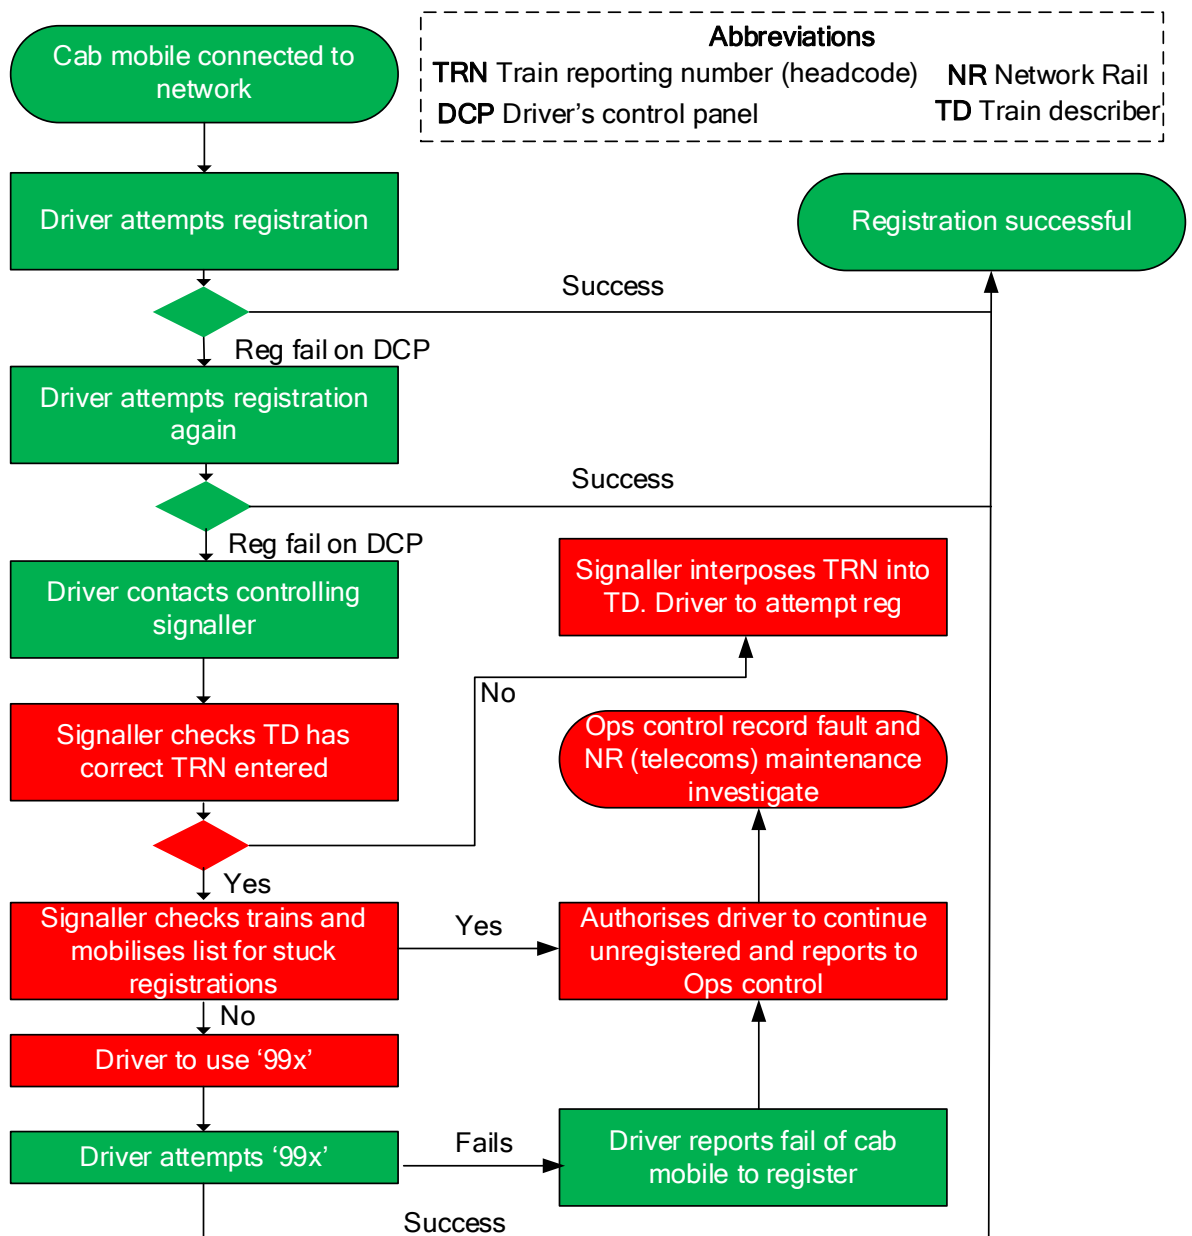 Cab mobile connected to
network
Abbreviations
TRN Train reporting number (headcode) NR Network Rail
DCP Driver’s control panel TD Train describer
Driver attempts registration
Registration successful
Success
Reg fail on DCP
Driver attempts registration
again
Success
Reg fail on DCP
Driver contacts controlling
signaller
Signaller interposes TRN into
TD. Driver to attempt reg
No
Signaller checks TD has
correct TRN entered
Ops control record fault and
NR (telecoms) maintenance
investigate
Yes
Signaller checks trains and
mobilises list for stuck
registrations
Yes
Authorises driver to continue
unregistered and reports to
Ops control
No
Driver to use ‘99x’
Driver attempts ‘99x’
Fails
Driver reports fail of cab
mobile to register
Success